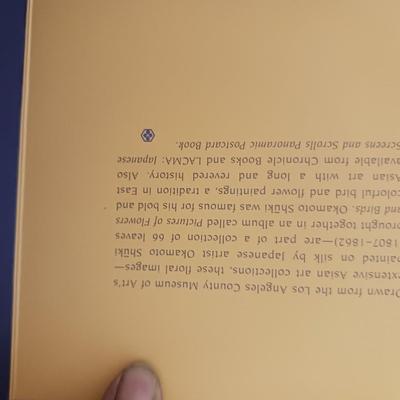 Drawn from the Los Angeles County Museum of Art's
extensive Asian art collections, these floral images—
painted on silk by Japanese artist Okamoto Shūki
(1807–1862)—are part of a collection of 66 leaves
brought together in an album called Pictures of Flowers
and Birds. Okamoto Shūki was famous for his bold and
colorful bird and flower paintings, a tradition in East
Asian art with a long and revered history. Also
available from Chronicle Books and LACMA: Japanese
Screens and Scrolls Panoramic Postcard Book.